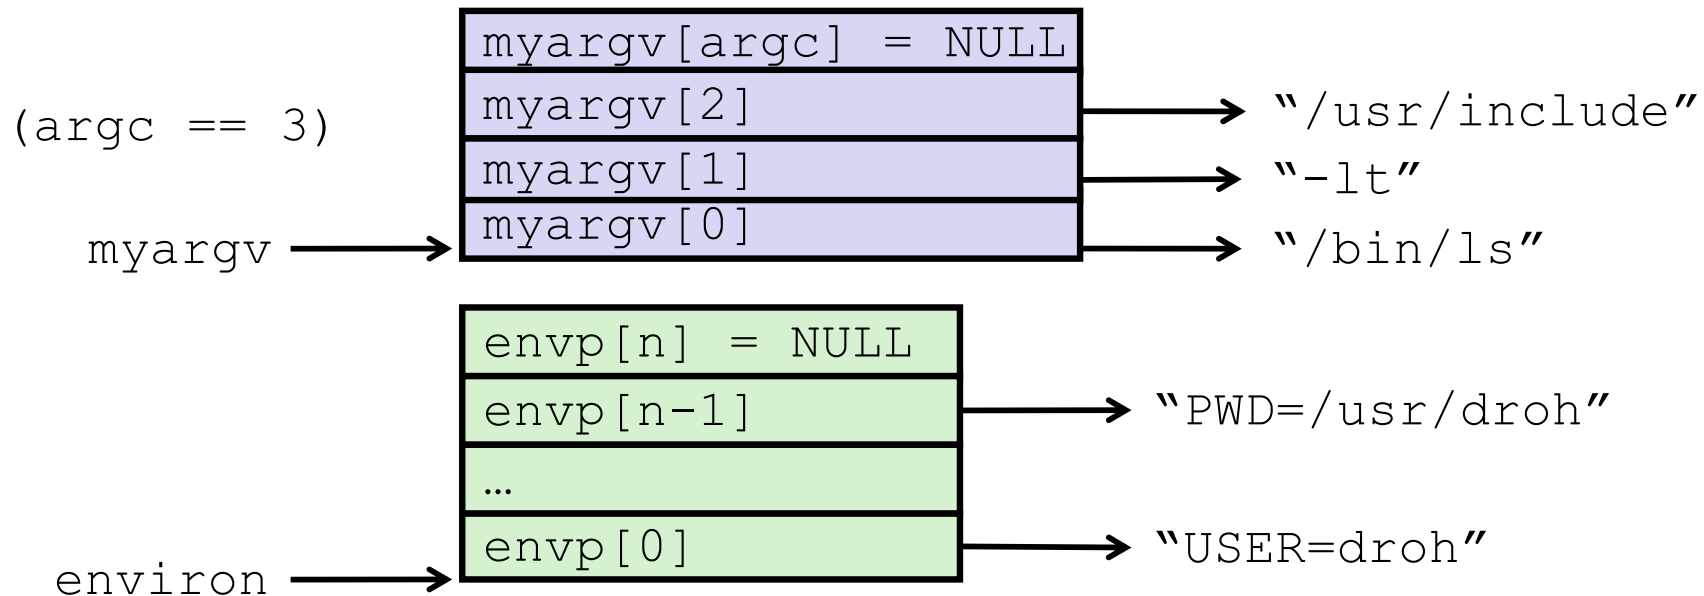 myargv[argc] = NULL
myargv[2]
“/usr/include”
(argc == 3)
myargv[1]
“-lt”
myargv[0]
myargv
“/bin/ls”
envp[n] = NULL
envp[n-1]
“PWD=/usr/droh”
…
envp[0]
“USER=droh”
environ